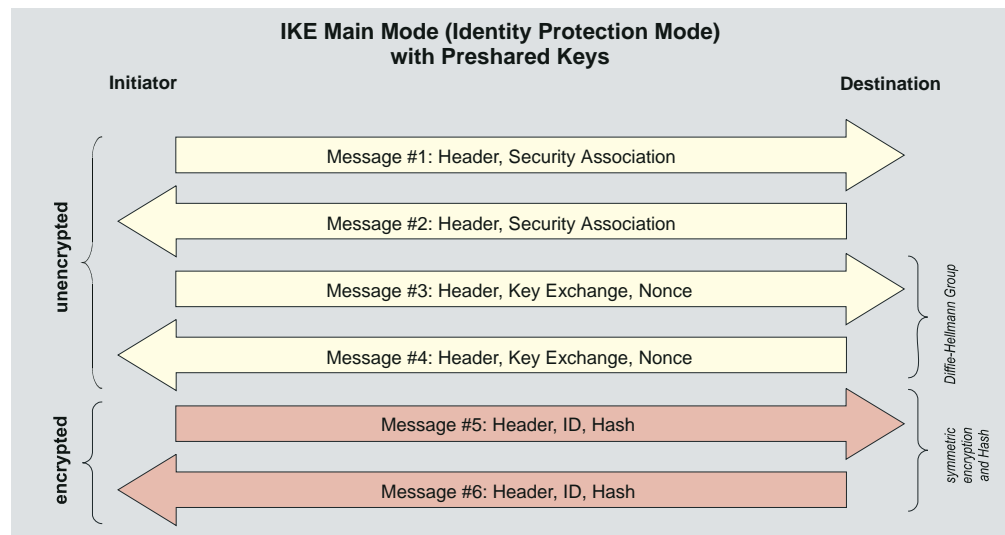 IKE Main Mode (Identity Protection Mode)
with Preshared Keys
Initiator
Destination
Message #1: Header, Security Association
Message #2: Header, Security Association
unencrypted
Message #3: Header, Key Exchange, Nonce
Message #4: Header, Key Exchange, Nonce
Diffie-Hellmann Group
Message #5: Header, ID, Hash
Message #6: Header, ID, Hash
encrypted
symmetric
encryption
and Hash